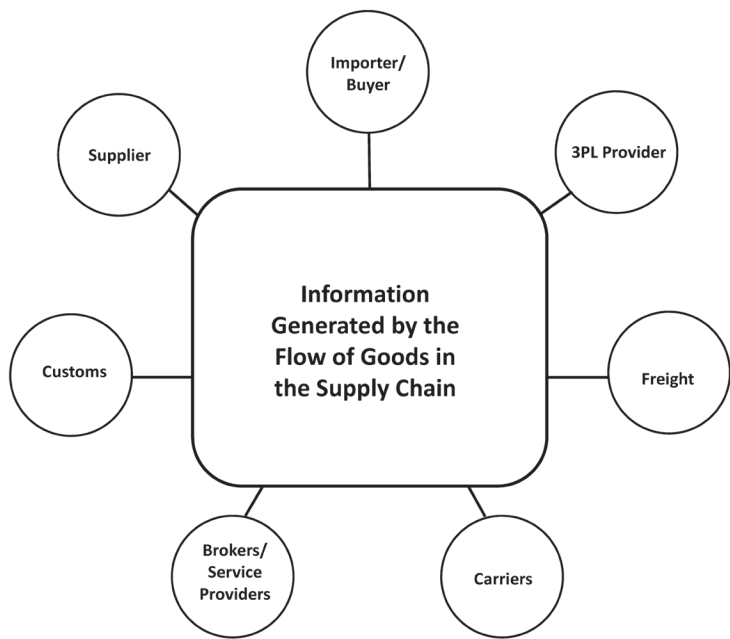 Importer/
Buyer
Supplier
3PL Provider
Information
Generated by the
Flow of Goods in
the Supply Chain
Customs
Freight
Brokers/
Service
Providers
Carriers